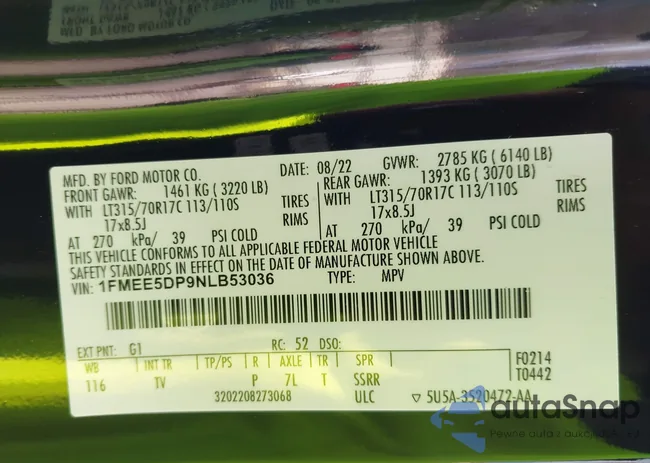 MFD. BY FORD MOTOR CO.
DATE: 08/22 GVWR: 2785 KG ( 6140 LB)
FRONT GAWR: 1461 KG ( 3220 LB)
REAR GAWR: 1393 KG ( 3070 LB)
WITH LT315/70R17C 113/110S TIRES
WITH LT315/70R17C 113/110S TIRES
17x8.5J RIMS
17x8.5J RIMS
AT 270 kPa/ 39 PSI COLD
AT 270 kPa/ 39 PSI COLD
THIS VEHICLE CONFORMS TO ALL APPLICABLE FEDERAL MOTOR VEHICLE
SAFETY STANDARDS IN EFFECT ON THE DATE OF MANUFACTURE SHOWN ABOVE.
VIN: 1FMEE5DP9NLB53036 TYPE: MPV
EXT PNT: G1 RC: 52 DSO:
WB INT TR TP/PS R AXLE TR SPR
116 TV P 7L T SSRR
F0214
T0442
3202208273068 ULC ▽ 5U5A-3520472-AA
autaSnap
Pewne auta z aukcji